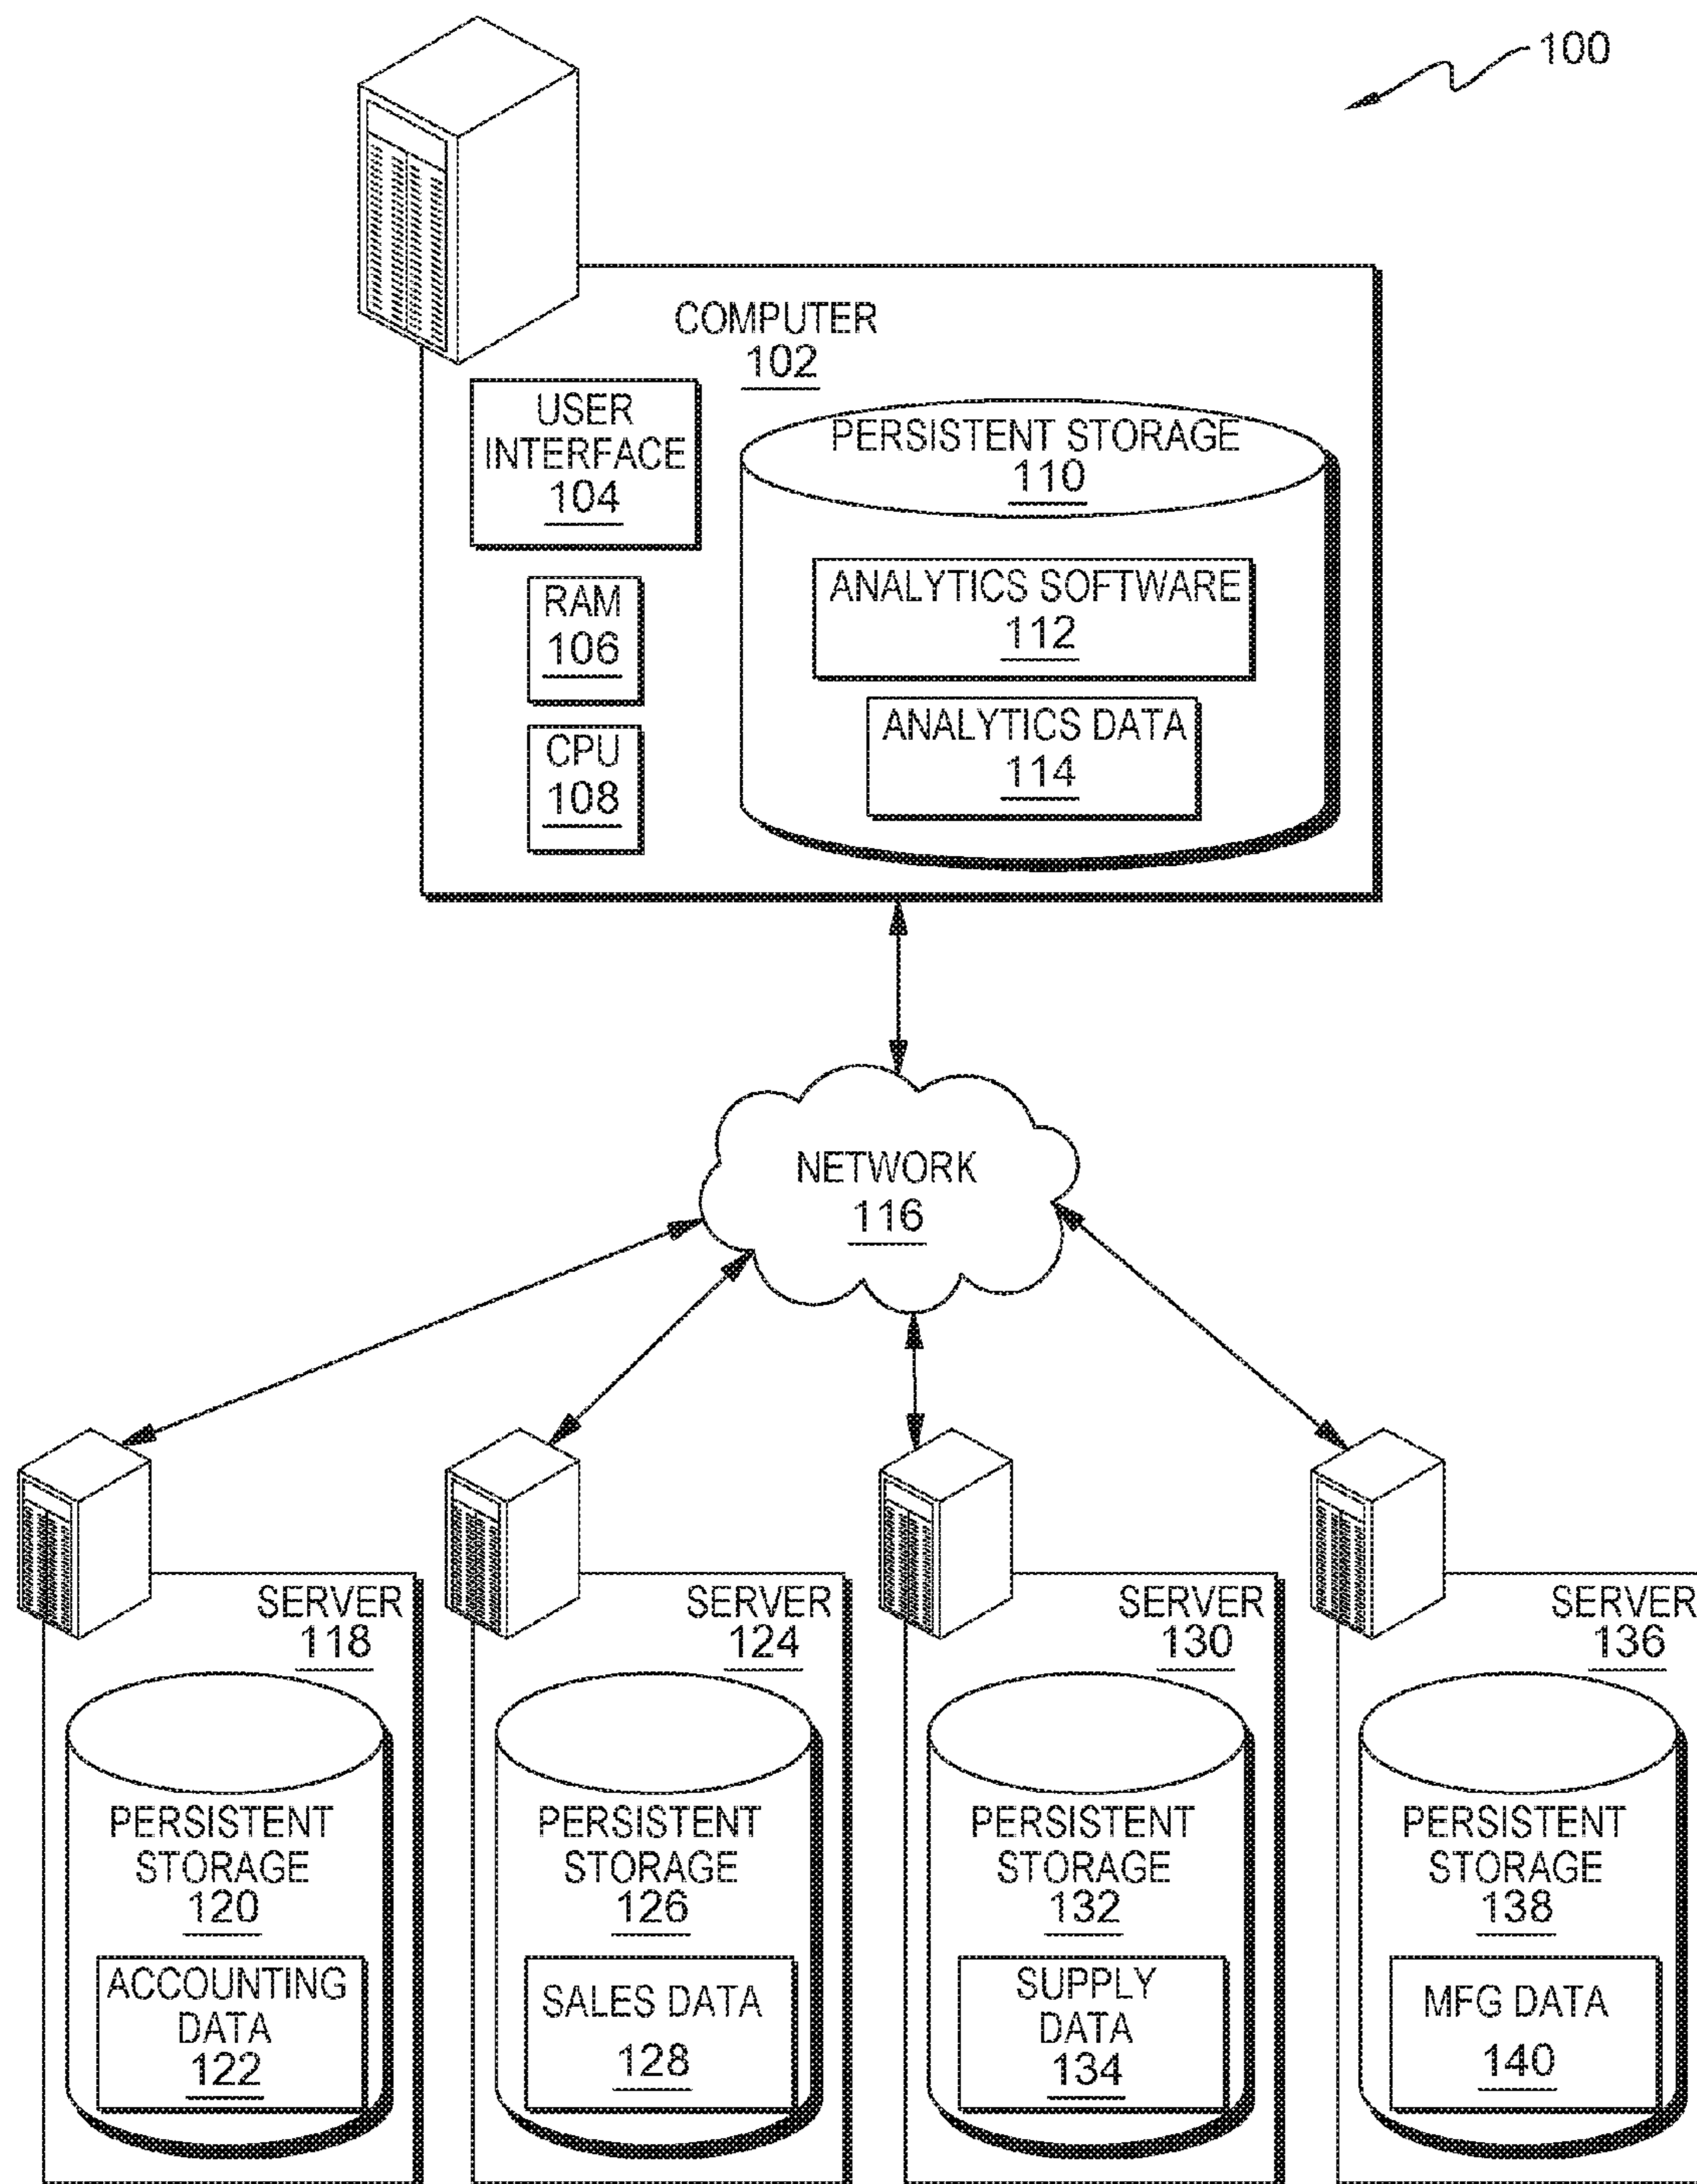 100
COMPUTER
102
USER
INTERFACE
104
RAM
106
CPU
108
PERSISTENT STORAGE
110
ANALYTICS SOFTWARE
112
ANALYTICS DATA
114
NETWORK
116
SERVER
118
PERSISTENT
STORAGE
120
ACCOUNTING
DATA
122
SERVER
124
PERSISTENT
STORAGE
126
SALES DATA
128
SERVER
130
PERSISTENT
STORAGE
132
SUPPLY
DATA
134
SERVER
136
PERSISTENT
STORAGE
138
MFG DATA
140